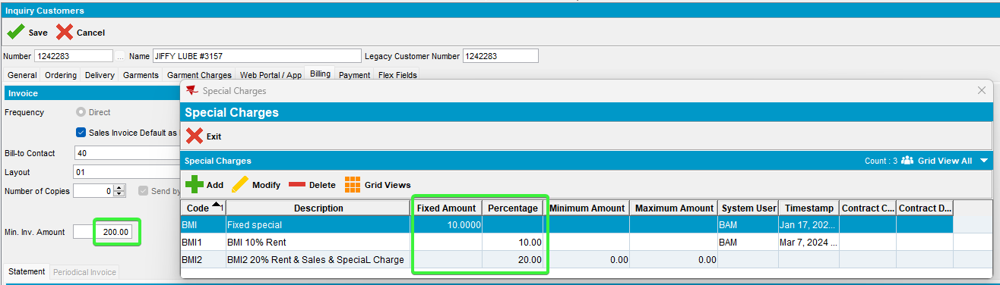 Inquiry Customers
Save Cancel
Number 1242283 ... Name JIFFY LUBE #3157 Legacy Customer Number 1242283
General Ordering Delivery Garments Garment Charges Web Portal / App Billing Payment Flex Fields
Invoice
Frequency Direct
Sales Invoice Default as
Bill-to Contact 40
Layout 01
Number of Copies 0 Send by
Min. Inv. Amount 200.00
Statement Periodical Invoice
Special Charges
Special Charges
Exit
Special Charges Count : 3 Grid View All
Add Modify Delete Grid Views
Code 1 Description Fixed Amount Percentage Minimum Amount Maximum Amount System User Timestamp Contract C... Contract D...
BMI Fixed special 10.0000 BAM Jan 17, 202...
BMI1 BMI 10% Rent 10.00 BAM Mar 7, 2024 ...
BMI2 BMI2 20% Rent & Sales & SpeciaL Charge 20.00 0.00 0.00